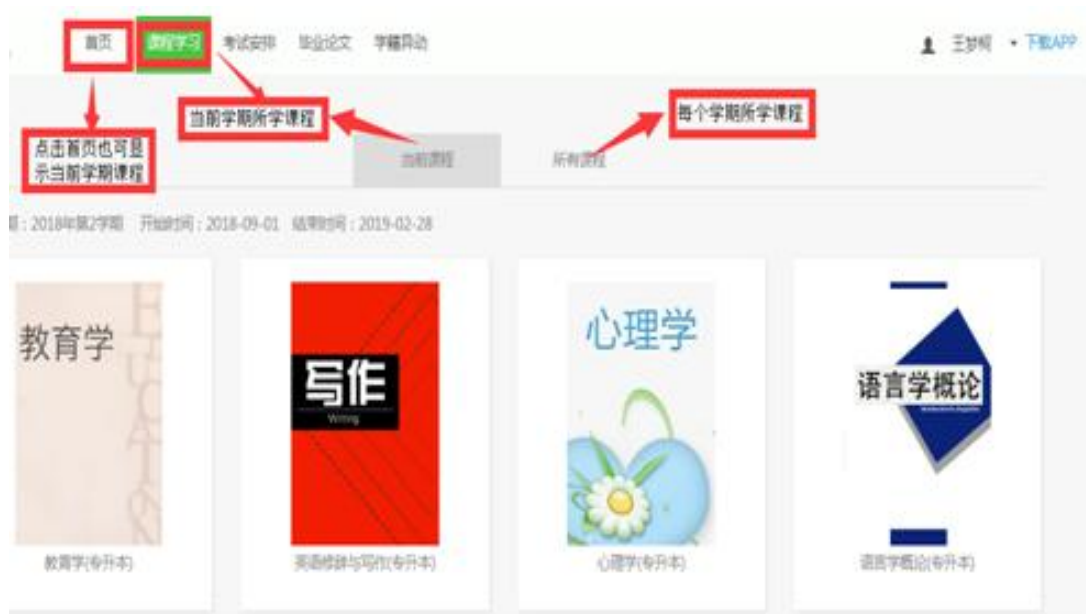 首页 课程学习 考试安排 毕业论文 学籍异动 王梦柯 下载APP
当前学期所学课程
每个学期所学课程
点击首页也可显
示当前学期课程
当前课程 所有课程
期：2018年第2学期 开始时间：2018-09-01 结束时间：2019-02-28
教育学
写作
Writing
心理学
语言学概论
教育学(专升本)
英语修辞与写作(专升本)
心理学(专升本)
语言学概论(专升本)